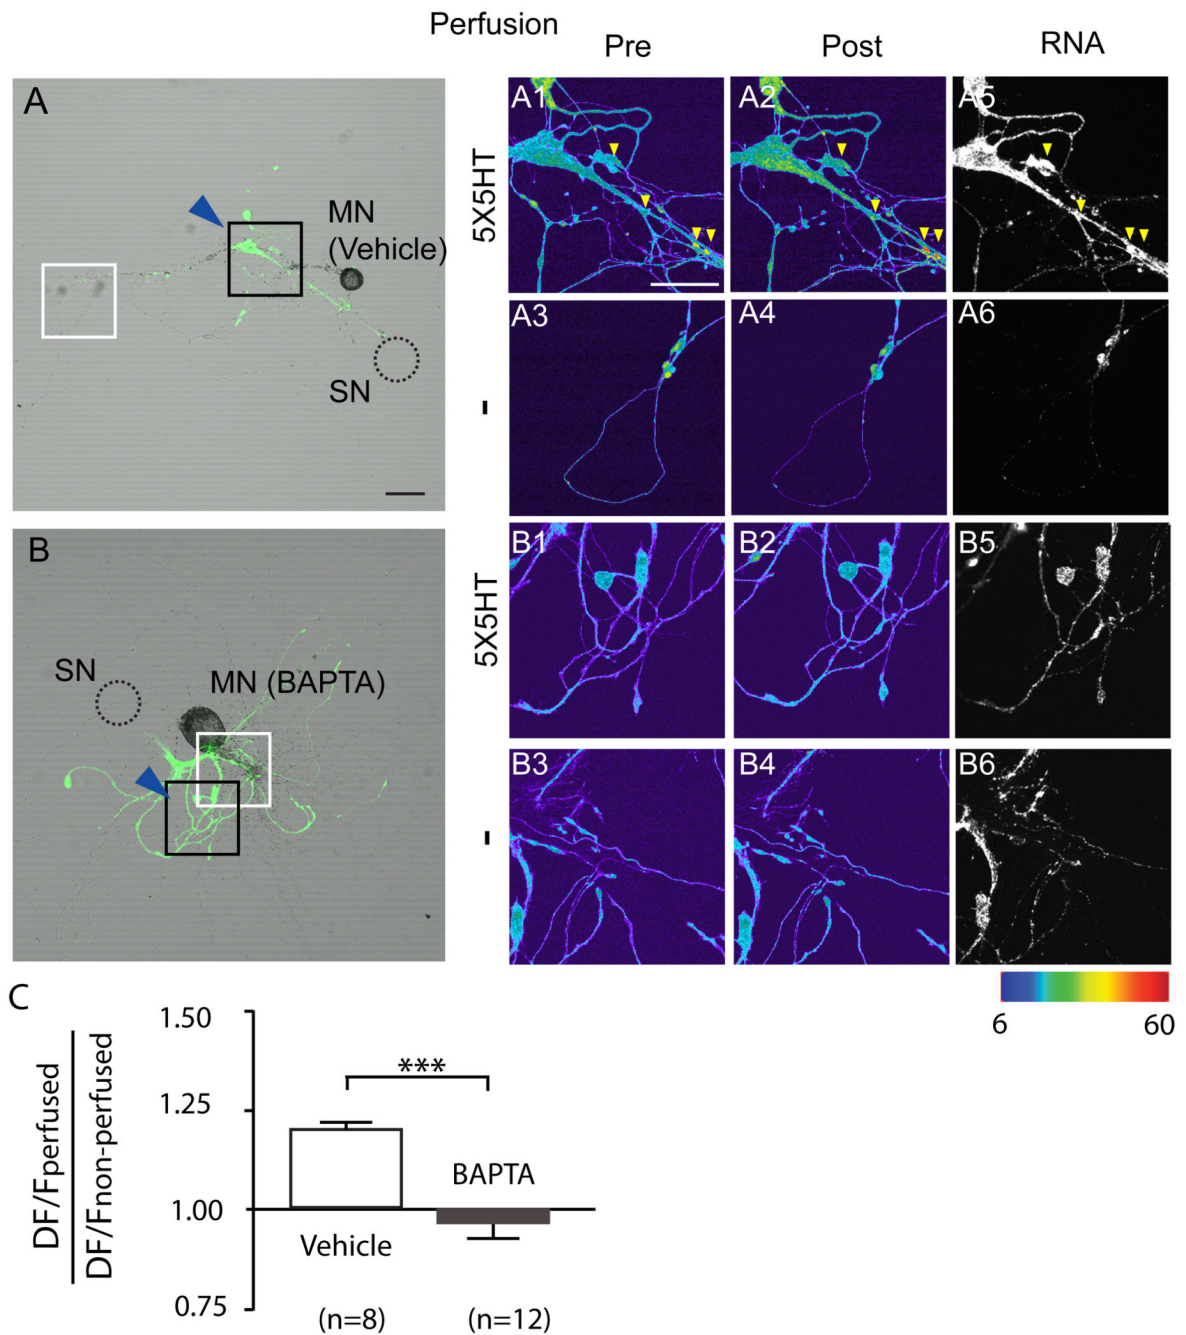 Perfusion
Pre
Post
RNA
A
MN
(Vehicle)
SN
5X5HT
A1
A2
A5
-
A3
A4
A6
B
SN
MN (BAPTA)
5X5HT
B1
B2
B5
-
B3
B4
B6
6
60
C
DF/Fperfused
DF/Fnon-perfused
1.50
1.25
1.00
0.75
***
BAPTA
Vehicle
(n=8)
(n=12)